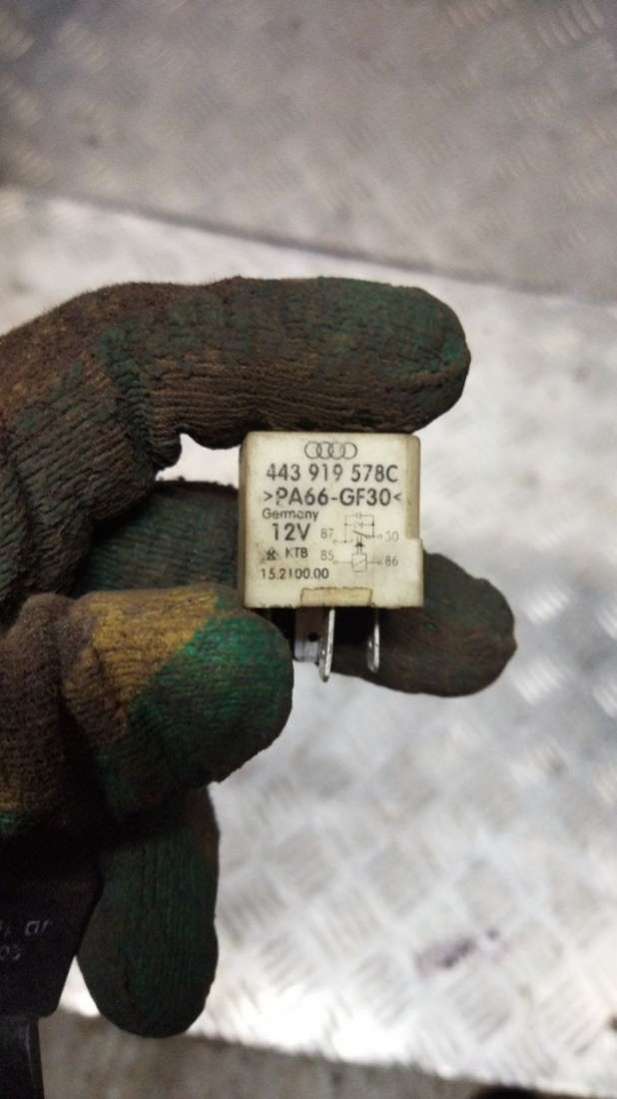 443 919 578C
>PA66-GF30<
Germany
12V 87 30
KTB 85 86
15.2100.00